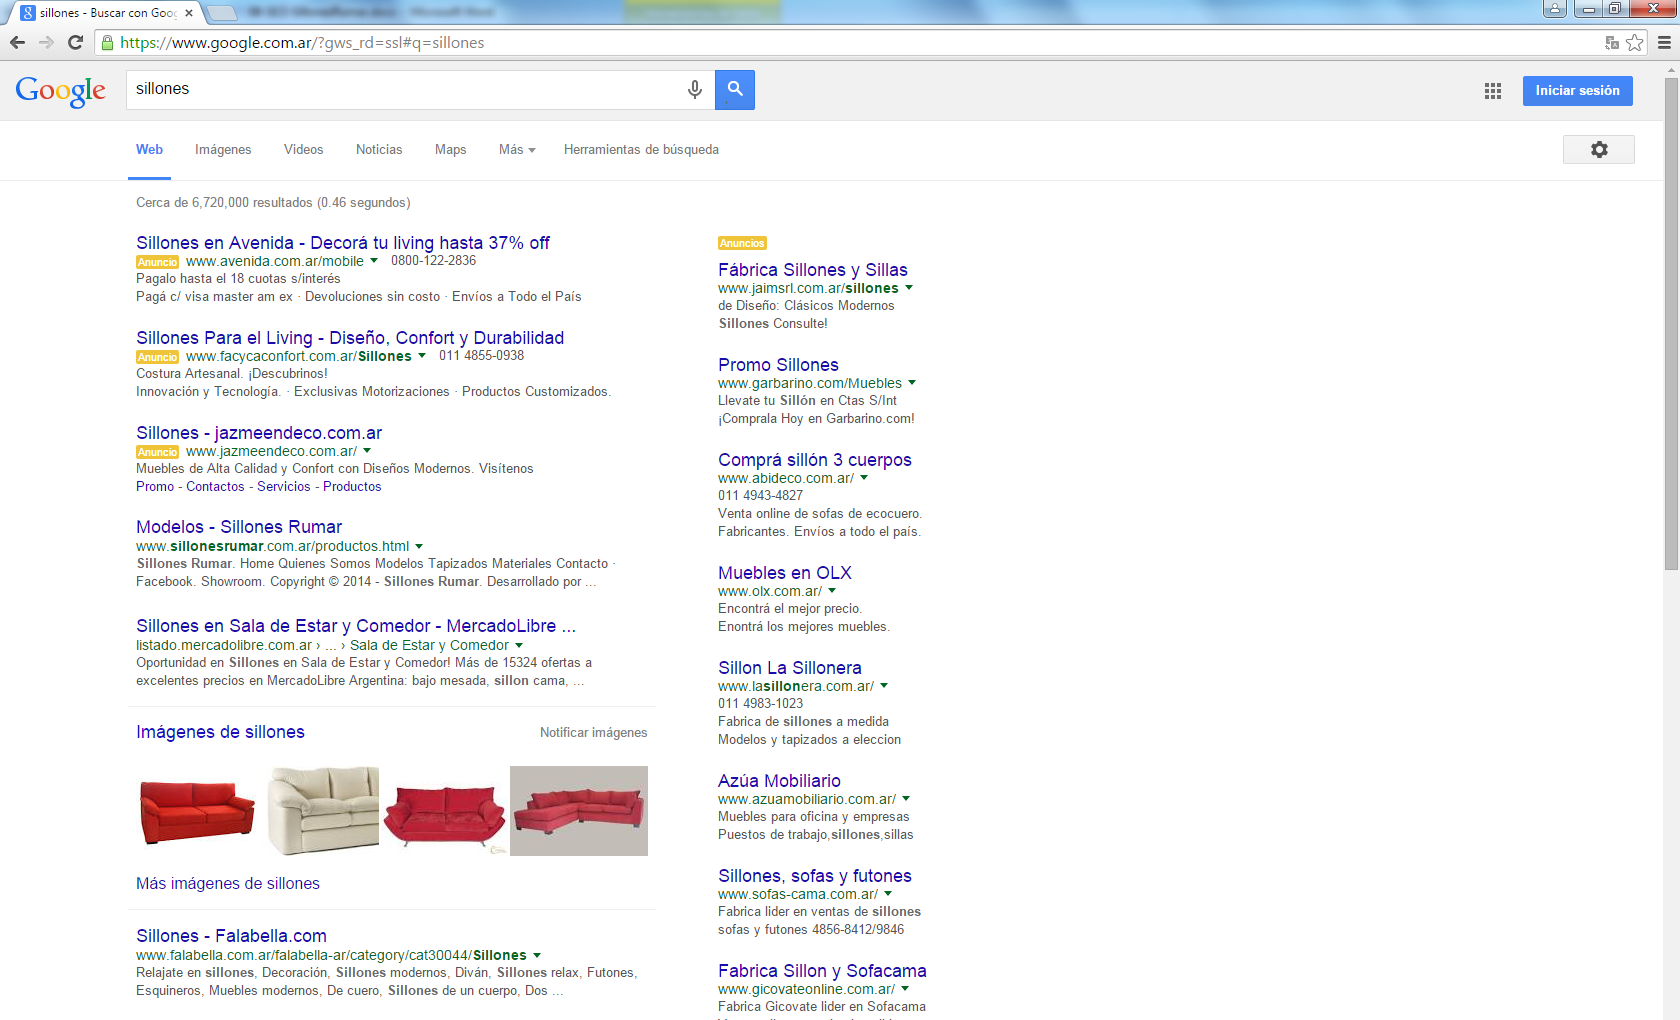 sillones - Buscar con Goog
https://www.google.com.ar/?gws_rd=ssl#q=sillones
Google
sillones
Iniciar sesión
Web Imágenes Videos Noticias Maps Más Herramientas de búsqueda
Cerca de 6,720,000 resultados (0.46 segundos)
Sillones en Avenida - Decorá tu living hasta 37% off
Anuncio www.avenida.com.ar/mobile 0800-122-2836
Pagalo hasta el 18 cuotas s/interés
Pagá c/ visa master am ex · Devoluciones sin costo · Envíos a Todo el País
Sillones Para el Living - Diseño, Confort y Durabilidad
Anuncio www.facycaconfort.com.ar/Sillones 011 4855-0938
Costura Artesanal. ¡Descubrinos!
Innovación y Tecnología. · Exclusivas Motorizaciones · Productos Customizados.
Sillones - jazmeendeco.com.ar
Anuncio www.jazmeendeco.com.ar/
Muebles de Alta Calidad y Confort con Diseños Modernos. Visítenos
Promo - Contactos - Servicios - Productos
Modelos - Sillones Rumar
www.sillonesrumar.com.ar/productos.html
Sillones Rumar. Home Quienes Somos Modelos Tapizados Materiales Contacto ·
Facebook. Showroom. Copyright © 2014 - Sillones Rumar. Desarrollado por ...
Sillones en Sala de Estar y Comedor - MercadoLibre ...
listado.mercadolibre.com.ar › ... › Sala de Estar y Comedor
Oportunidad en Sillones en Sala de Estar y Comedor! Más de 15324 ofertas a
excelentes precios en MercadoLibre Argentina: bajo mesada, sillon cama, ...
Imágenes de sillones Notificar imágenes
Más imágenes de sillones
Sillones - Falabella.com
www.falabella.com.ar/falabella-ar/category/cat30044/Sillones
Relajate en sillones, Decoración, Sillones modernos, Diván, Sillones relax, Futones,
Esquineros, Muebles modernos, De cuero, Sillones de un cuerpo, Dos ...
Anuncios
Fábrica Sillones y Sillas
www.jaimsrl.com.ar/sillones
de Diseño: Clásicos Modernos
Sillones Consulte!
Promo Sillones
www.garbarino.com/Muebles
Llevate tu Sillón en Ctas S/Int
¡Comprala Hoy en Garbarino.com!
Comprá sillón 3 cuerpos
www.abideco.com.ar/
011 4943-4827
Venta online de sofas de ecocuero.
Fabricantes. Envíos a todo el país.
Muebles en OLX
www.olx.com.ar/
Encontrá el mejor precio.
Enontrá los mejores muebles.
Sillon La Sillonera
www.lasillonera.com.ar/
011 4983-1023
Fabrica de sillones a medida
Modelos y tapizados a eleccion
Azúa Mobiliario
www.azuamobiliario.com.ar/
Muebles para oficina y empresas
Puestos de trabajo,sillones,sillas
Sillones, sofas y futones
www.sofas-cama.com.ar/
Fabrica lider en ventas de sillones
sofas y futones 4856-8412/9846
Fabrica Sillon y Sofacama
www.gicovateonline.com.ar/
Fabrica Gicovate lider en Sofacama